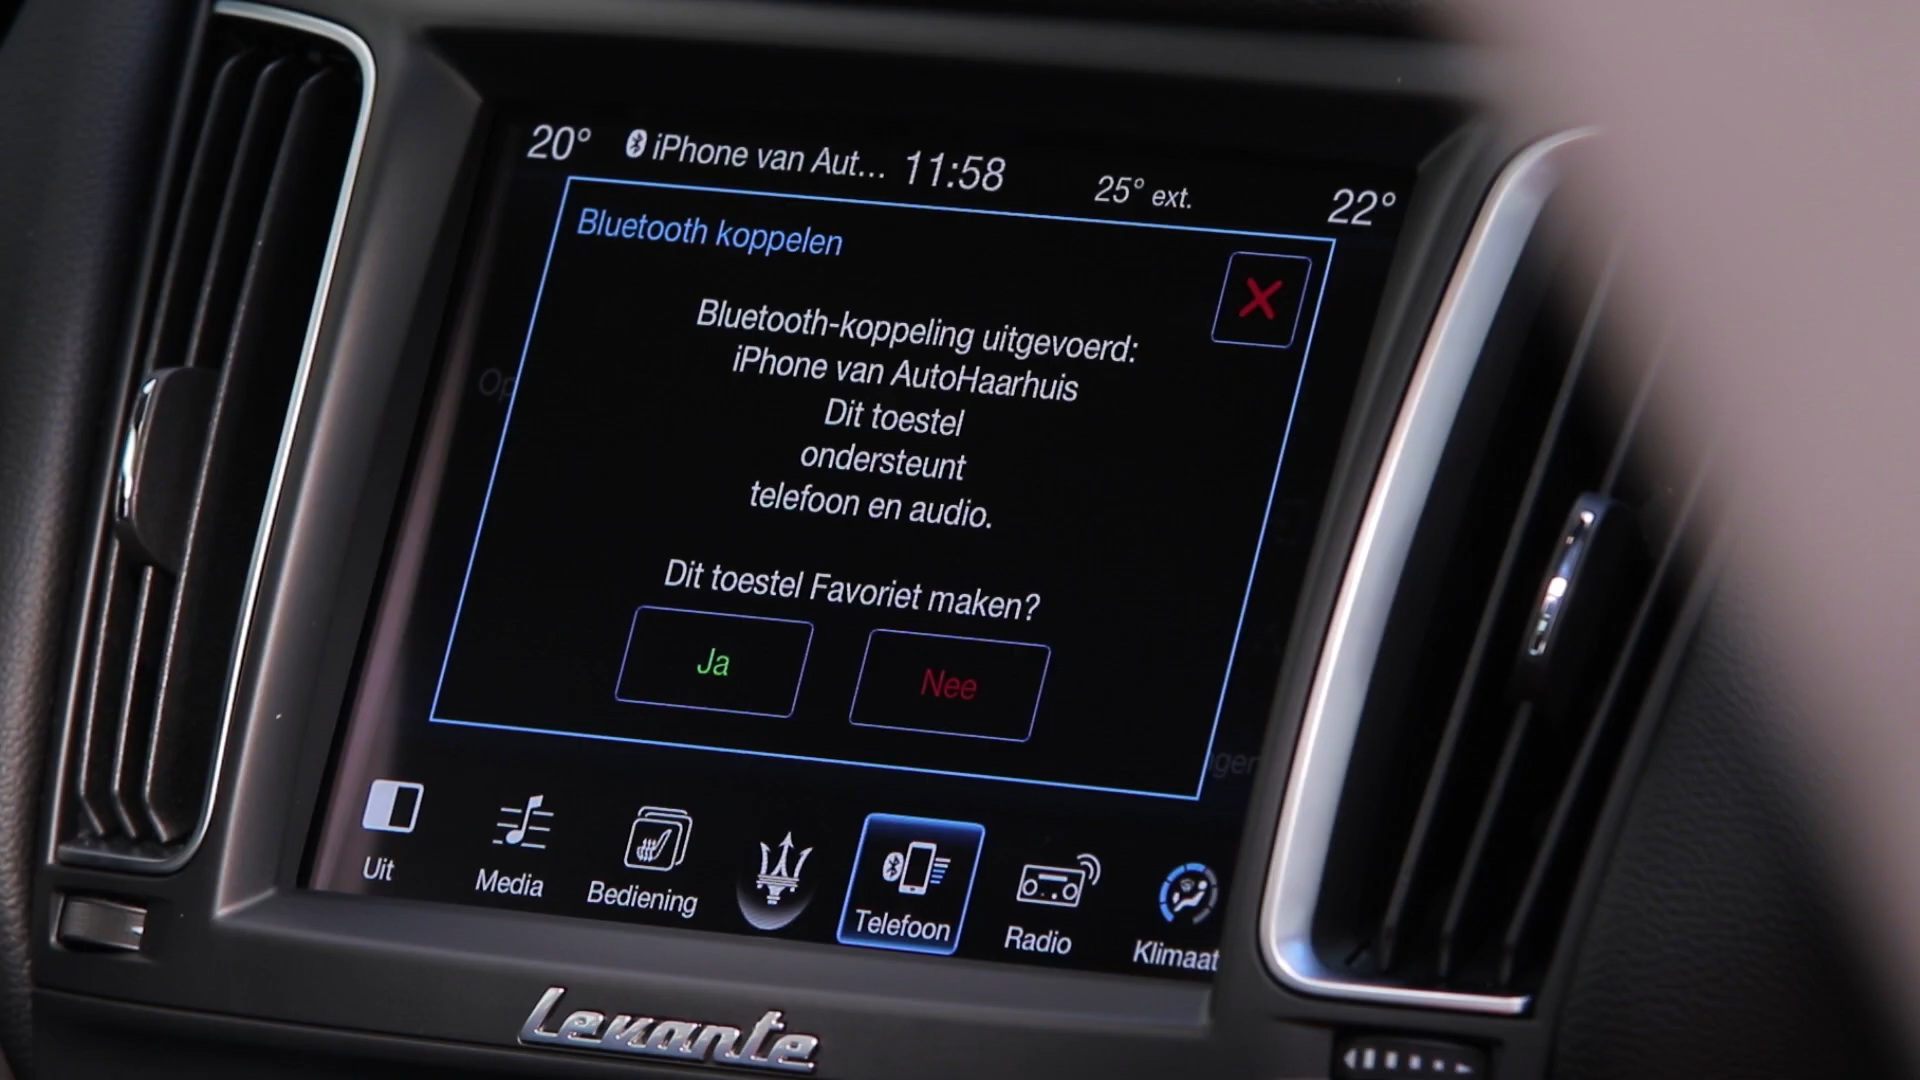 20° iPhone van Aut... 11:58 25° ext. 22°
Bluetooth koppelen
Bluetooth-koppeling uitgevoerd:
iPhone van AutoHaarhuis
Dit toestel
ondersteunt
telefoon en audio.
Dit toestel Favoriet maken?
Ja Nee
Uit Media Bediening Telefoon Radio Klimaat
Levante